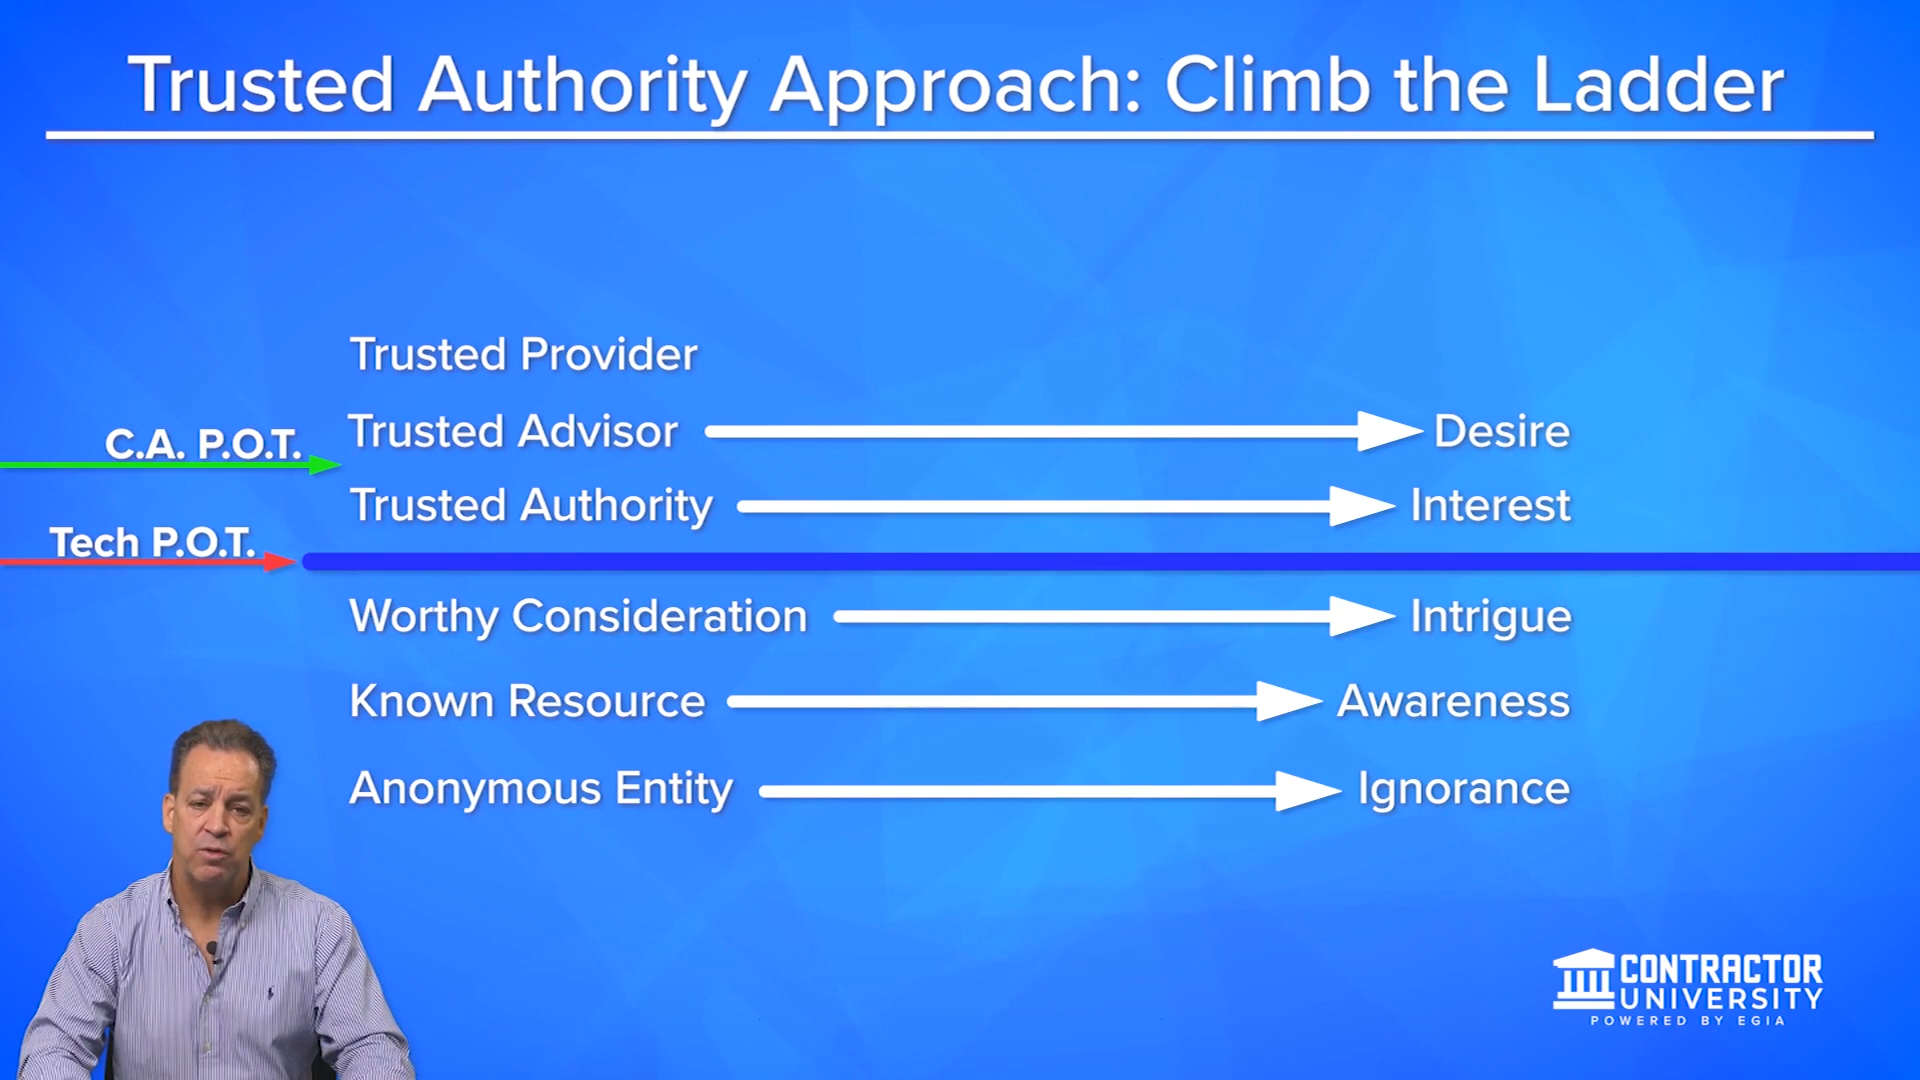 Trusted Authority Approach: Climb the Ladder
Trusted Provider
C.A. P.O.T.
Trusted Advisor Desire
Trusted Authority Interest
Tech P.O.T.
Worthy Consideration Intrigue
Known Resource Awareness
Anonymous Entity Ignorance
CONTRACTOR
UNIVERSITY
POWERED BY EGIA